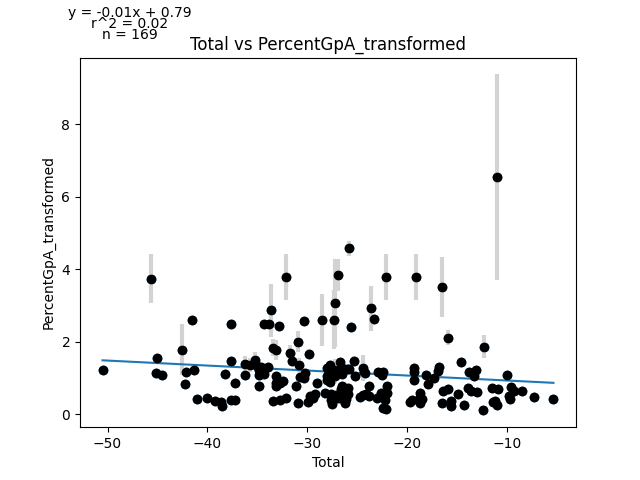 y = -0.01x + 0.79
r^2 = 0.02
n = 169
Total vs PercentGpA_transformed
PercentGpA_transformed
8
6
4
2
0
−50 −40 −30 −20 −10
Total